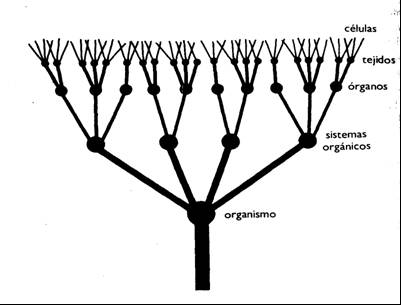 células
tejidos
órganos
sistemas
orgánicos
organismo